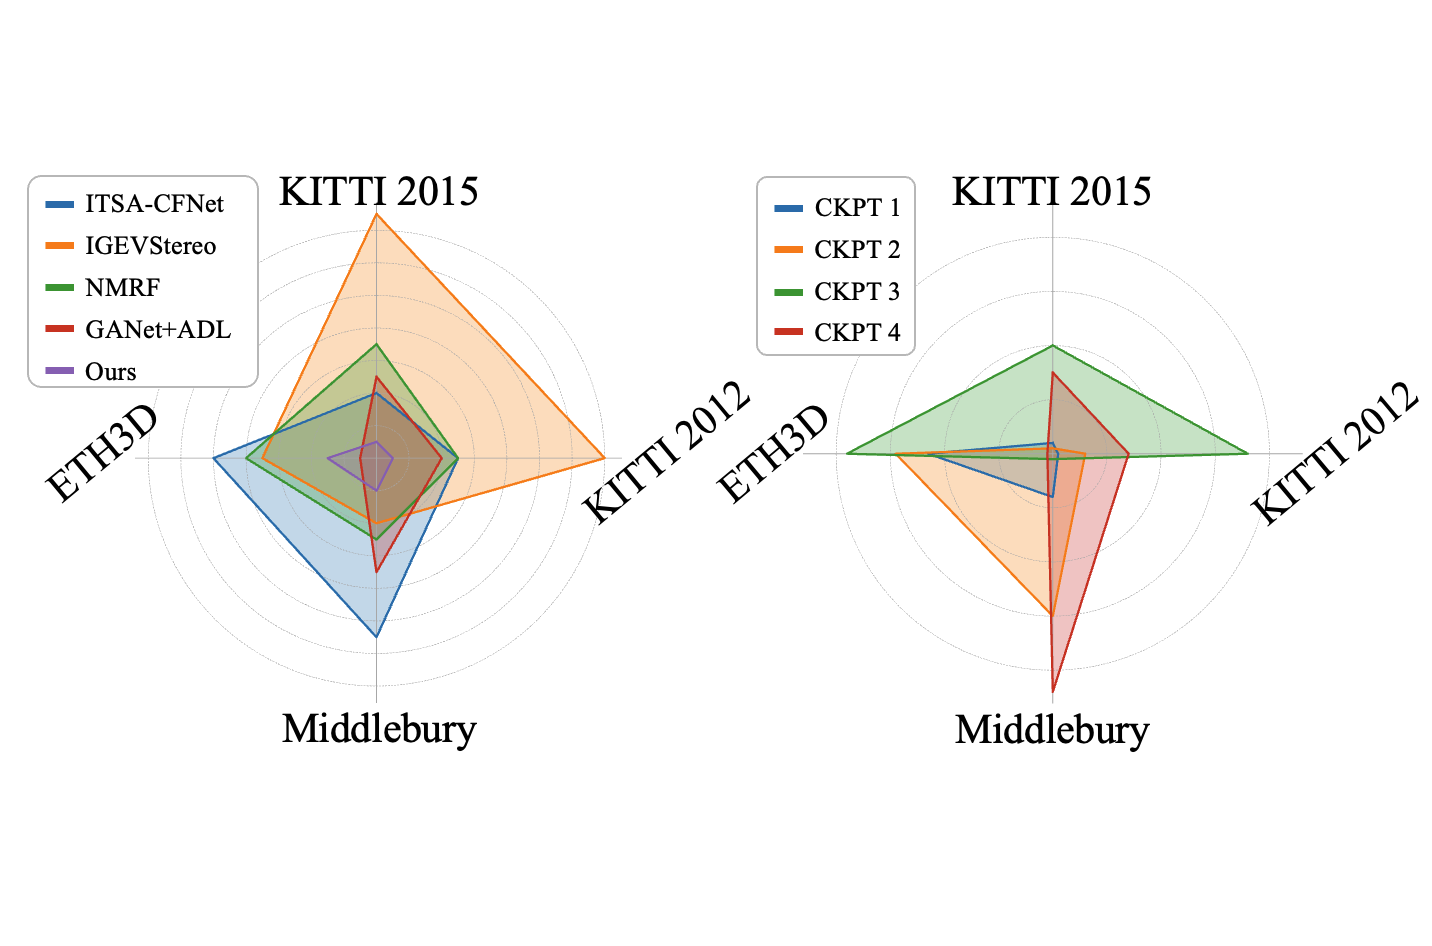 ITSA-CFNet
IGEVStereo
NMRF
GANet+ADL
Ours
KITTI 2015
ETH3D
KITTI 2012
Middlebury
CKPT 1
CKPT 2
CKPT 3
CKPT 4
KITTI 2015
ETH3D
KITTI 2012
Middlebury